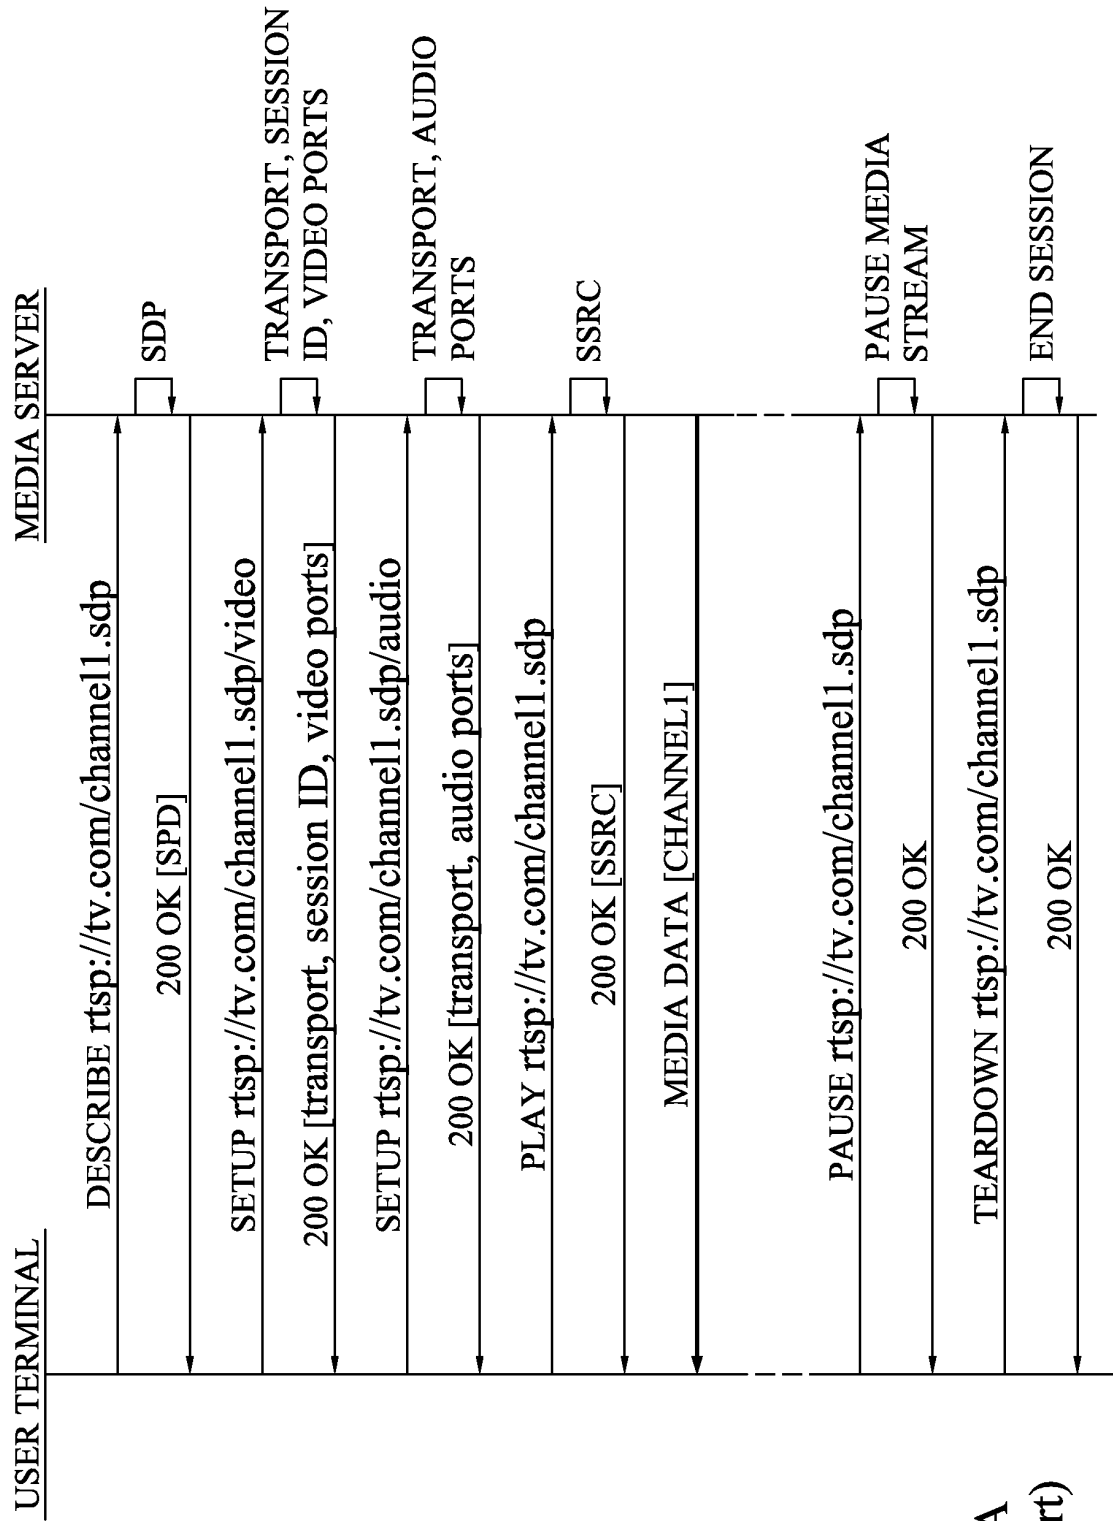 USER TERMINAL
MEDIA SERVER
DESCRIBE rtsp://tv.com/channel1.sdp
SDP
200 OK [SPD]
SETUP rtsp://tv.com/channel1.sdp/video
TRANSPORT, SESSION
ID, VIDEO PORTS
200 OK [transport, session ID, video ports]
SETUP rtsp://tv.com/channel1.sdp/audio
TRANSPORT, AUDIO
PORTS
200 OK [transport, audio ports]
PLAY rtsp://tv.com/channel1.sdp
SSRC
200 OK [SSRC]
MEDIA DATA [CHANNEL1]
PAUSE rtsp://tv.com/channel1.sdp
PAUSE MEDIA
STREAM
200 OK
TEARDOWN rtsp://tv.com/channel1.sdp
END SESSION
200 OK